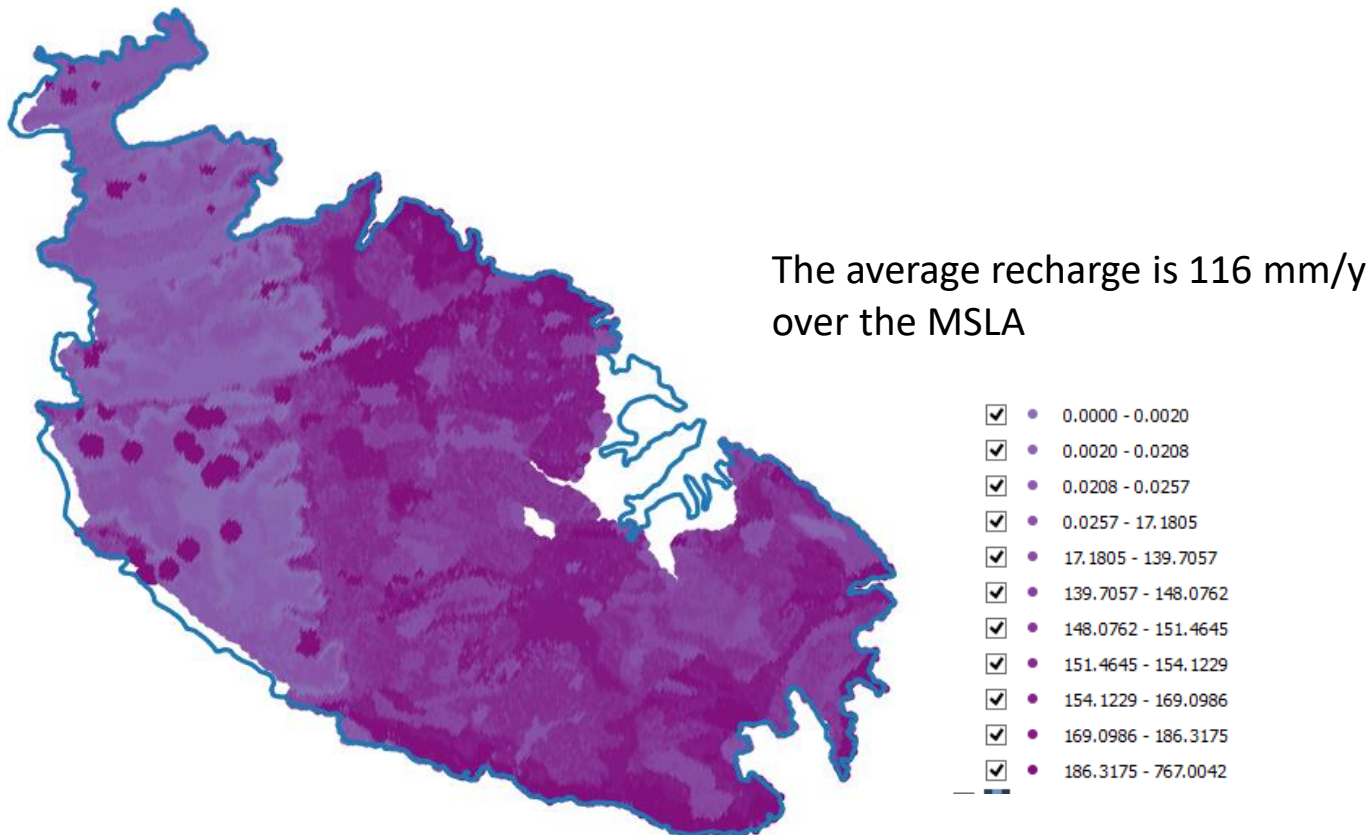 The average recharge is 116 mm/y
over the MSLA
0.0000 - 0.0020
0.0020 - 0.0208
0.0208 - 0.0257
0.0257 - 17.1805
17.1805 - 139.7057
139.7057 - 148.0762
148.0762 - 151.4645
151.4645 - 154.1229
154.1229 - 169.0986
169.0986 - 186.3175
186.3175 - 767.0042